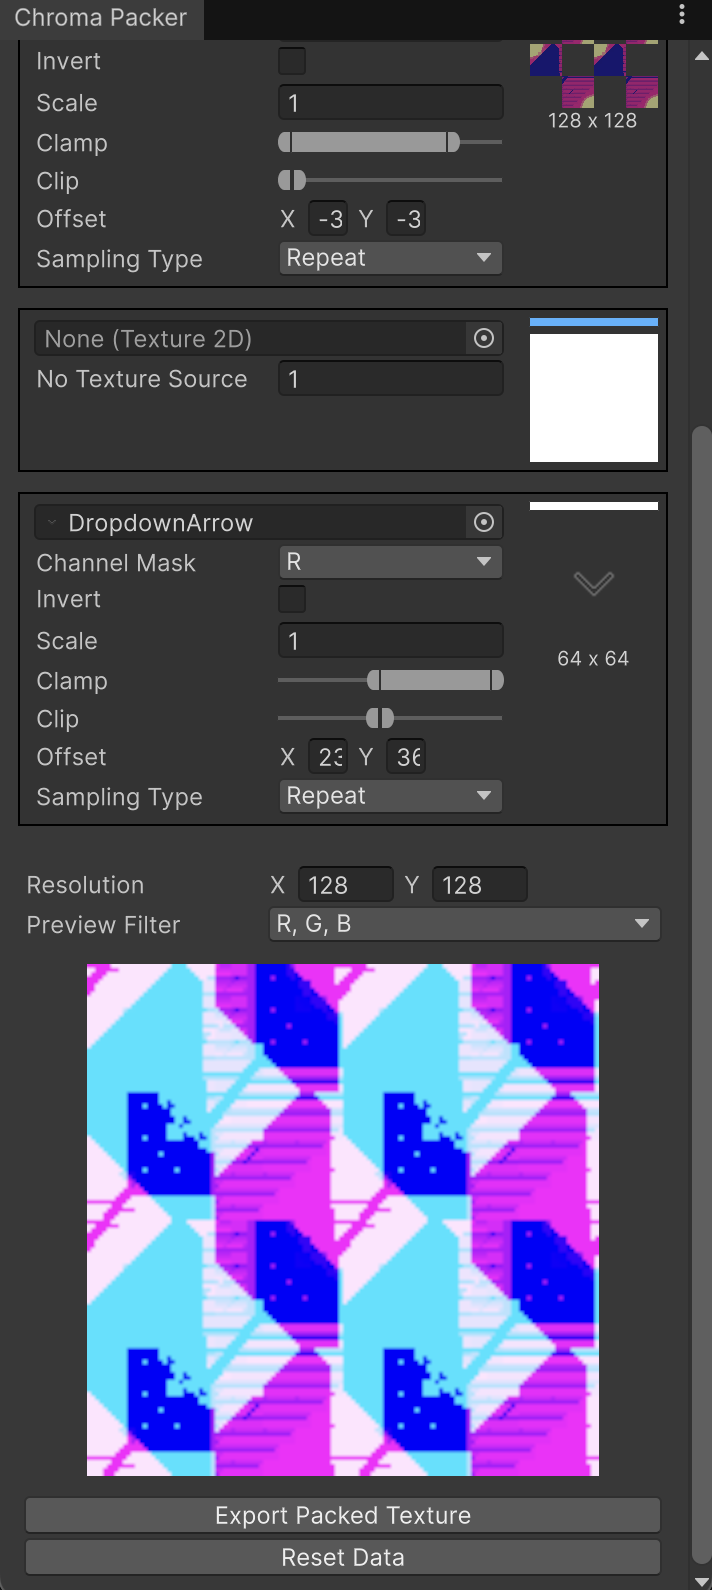 Chroma Packer
Invert
Scale 1
128 x 128
Clamp
Clip
Offset X -3 Y -3
Sampling Type Repeat
None (Texture 2D)
No Texture Source 1
DropdownArrow
Channel Mask R
Invert
Scale 1
64 x 64
Clamp
Clip
Offset X 23 Y 36
Sampling Type Repeat
Resolution X 128 Y 128
Preview Filter R, G, B
Export Packed Texture
Reset Data